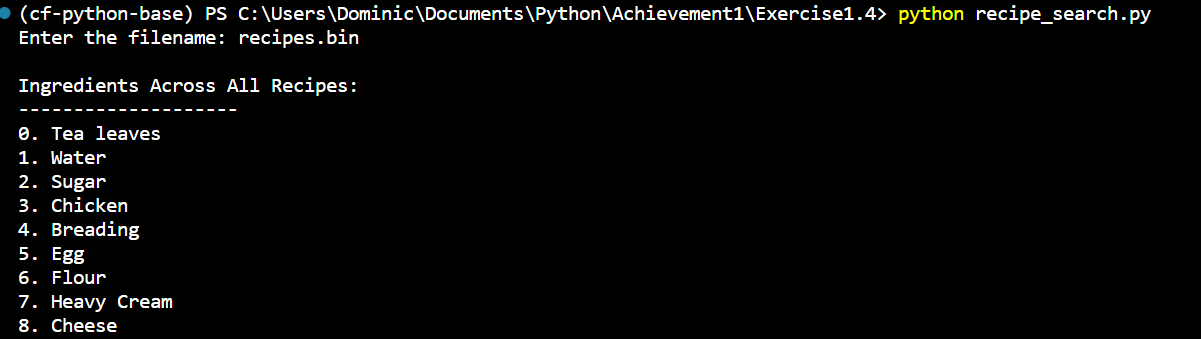 (cf-python-base) PS C:\Users\Dominic\Documents\Python\Achievement1\Exercise1.4> python recipe_search.py
Enter the filename: recipes.bin
Ingredients Across All Recipes:
--------------------
0. Tea leaves
1. Water
2. Sugar
3. Chicken
4. Breading
5. Egg
6. Flour
7. Heavy Cream
8. Cheese